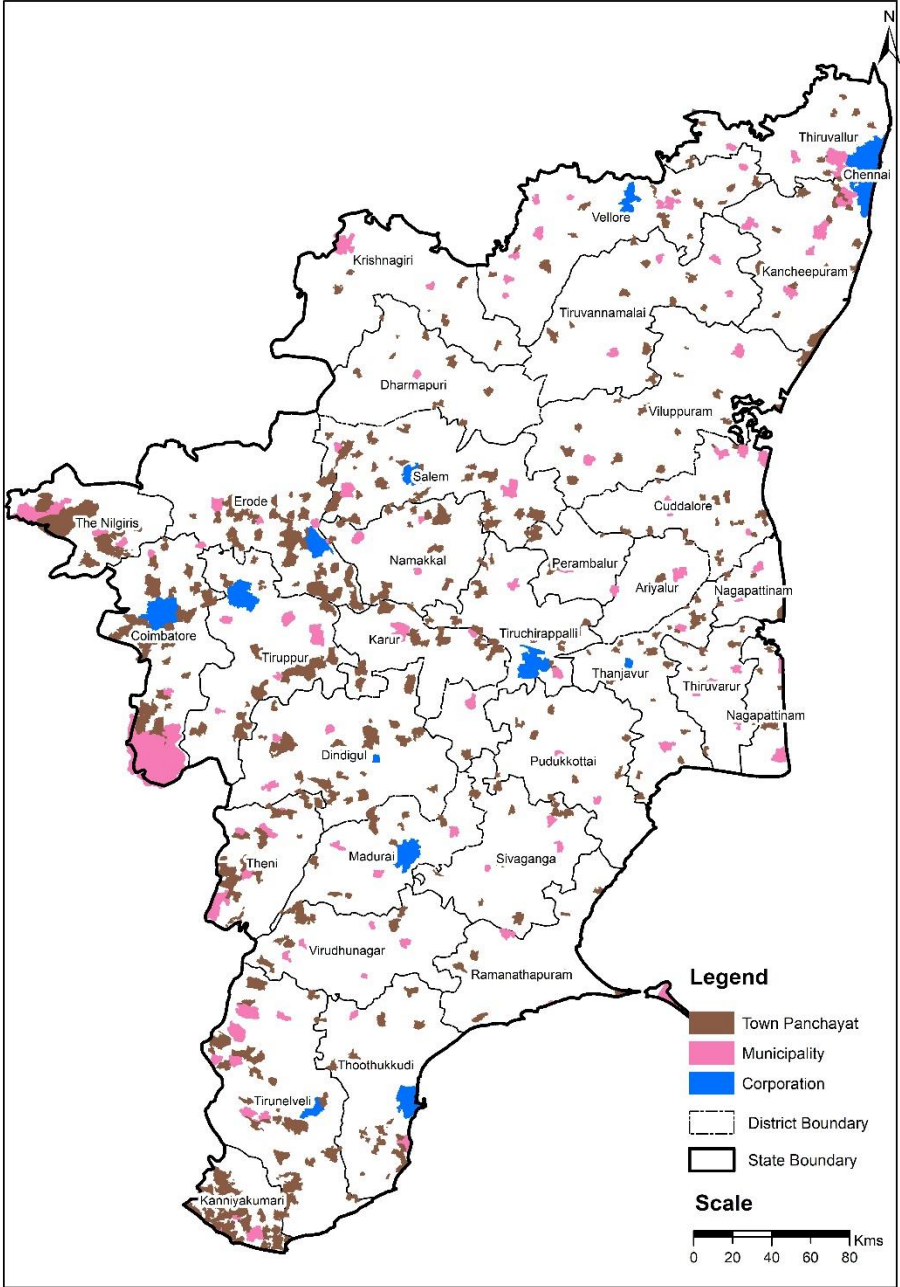 N
Thiruvallur
Chennai
Vellore
Krishnagiri
Kancheepuram
Tiruvannamalai
Dharmapuri
Viluppuram
Salem
Erode
Cuddalore
The Nilgiris
Namakkal
Perambalur
Ariyalur
Nagapattinam
Coimbatore
Karur
Tiruchirappalli
Tiruppur
Thanjavur
Thiruvarur
Nagapattinam
Dindigul
Pudukkottai
Madurai
Sivaganga
Theni
Virudhunagar
Ramanathapuram
Thoothukkudi
Tirunelveli
Kanniyakumari
Legend
Town Panchayat
Municipality
Corporation
District Boundary
State Boundary
Scale
Kms
0 20 40 60 80